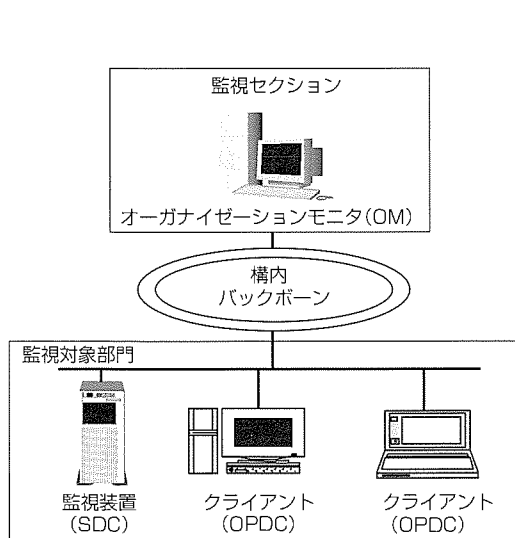 監視セクション
オーガナイゼーションモニタ(OM)
構内
バックボーン
監視対象部門
監視装置
(SDC)
クライアント
(OPDC)
クライアント
(OPDC)